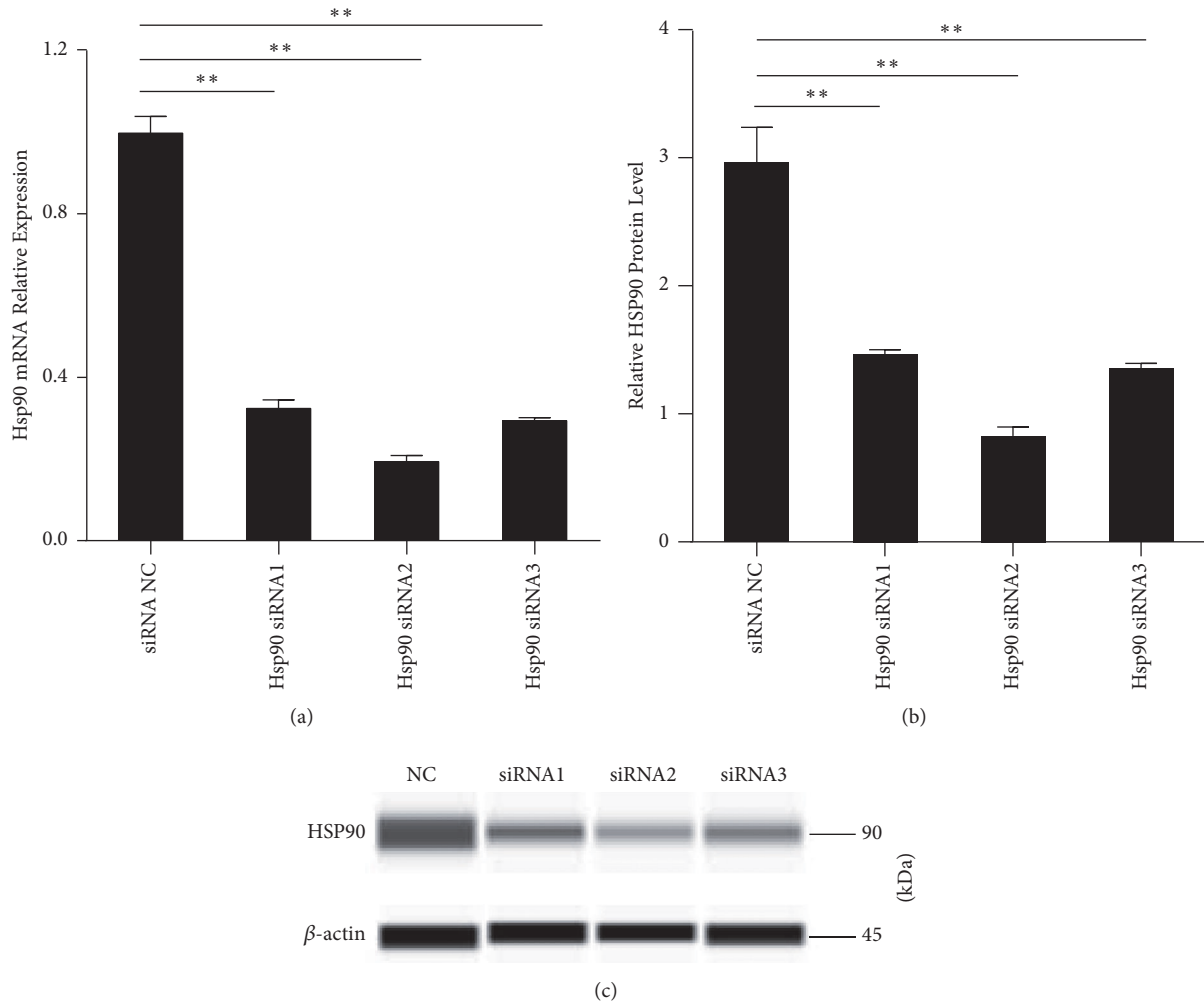 **
**
**
1.2
0.8
0.4
0.0
Hsp90 mRNA Relative Expression
siRNA NC
Hsp90 siRNA1
Hsp90 siRNA2
Hsp90 siRNA3
(a)
**
**
**
4
3
2
1
0
Relative HSP90 Protein Level
siRNA NC
Hsp90 siRNA1
Hsp90 siRNA2
Hsp90 siRNA3
(b)
NC siRNA1 siRNA2 siRNA3
HSP90 90
(kDa)
β-actin 45
(c)